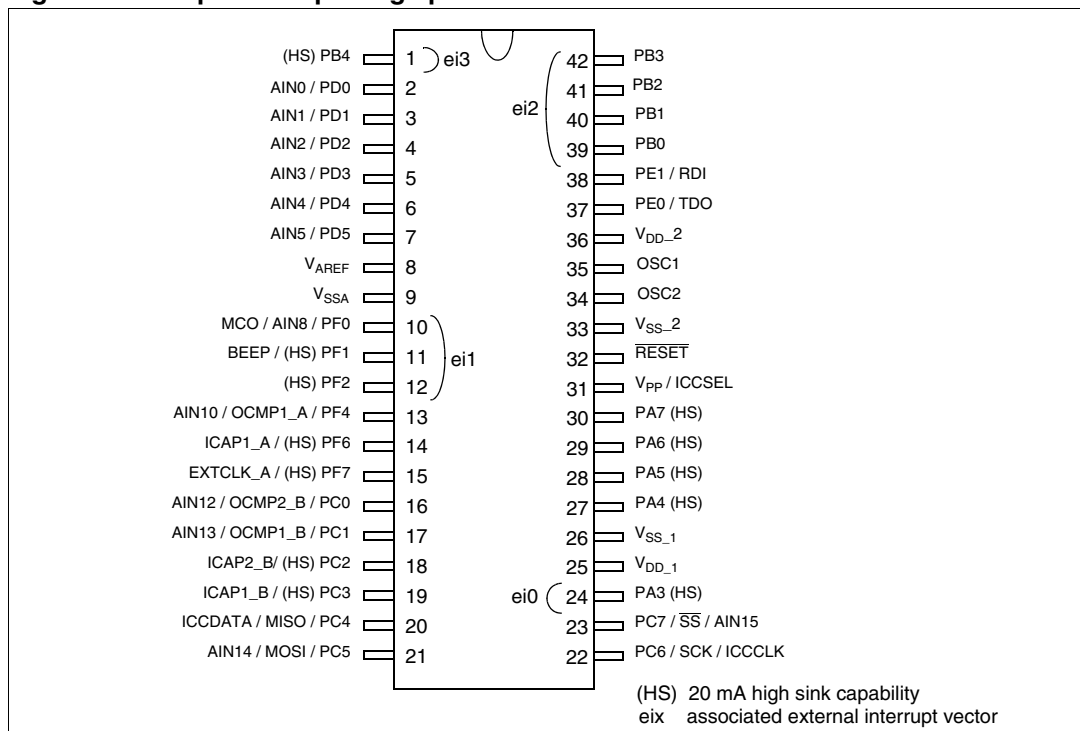 (HS) PB4 1 ei3
AIN0 / PD0 2
AIN1 / PD1 3
AIN2 / PD2 4
AIN3 / PD3 5
AIN4 / PD4 6
AIN5 / PD5 7
VAREF 8
VSSA 9
MCO / AIN8 / PF0 10
BEEP / (HS) PF1 11 ei1
(HS) PF2 12
AIN10 / OCMP1_A / PF4 13
ICAP1_A / (HS) PF6 14
EXTCLK_A / (HS) PF7 15
AIN12 / OCMP2_B / PC0 16
AIN13 / OCMP1_B / PC1 17
ICAP2_B/ (HS) PC2 18
ICAP1_B / (HS) PC3 19
ICCDATA / MISO / PC4 20
AIN14 / MOSI / PC5 21
42 PB3
41 PB2
ei2 40 PB1
39 PB0
38 PE1 / RDI
37 PE0 / TDO
36 VDD_2
35 OSC1
34 OSC2
33 VSS_2
32 RESET
31 VPP / ICCSEL
30 PA7 (HS)
29 PA6 (HS)
28 PA5 (HS)
27 PA4 (HS)
26 VSS_1
25 VDD_1
ei0 24 PA3 (HS)
23 PC7 / SS / AIN15
22 PC6 / SCK / ICCCLK
(HS) 20 mA high sink capability
eix associated external interrupt vector